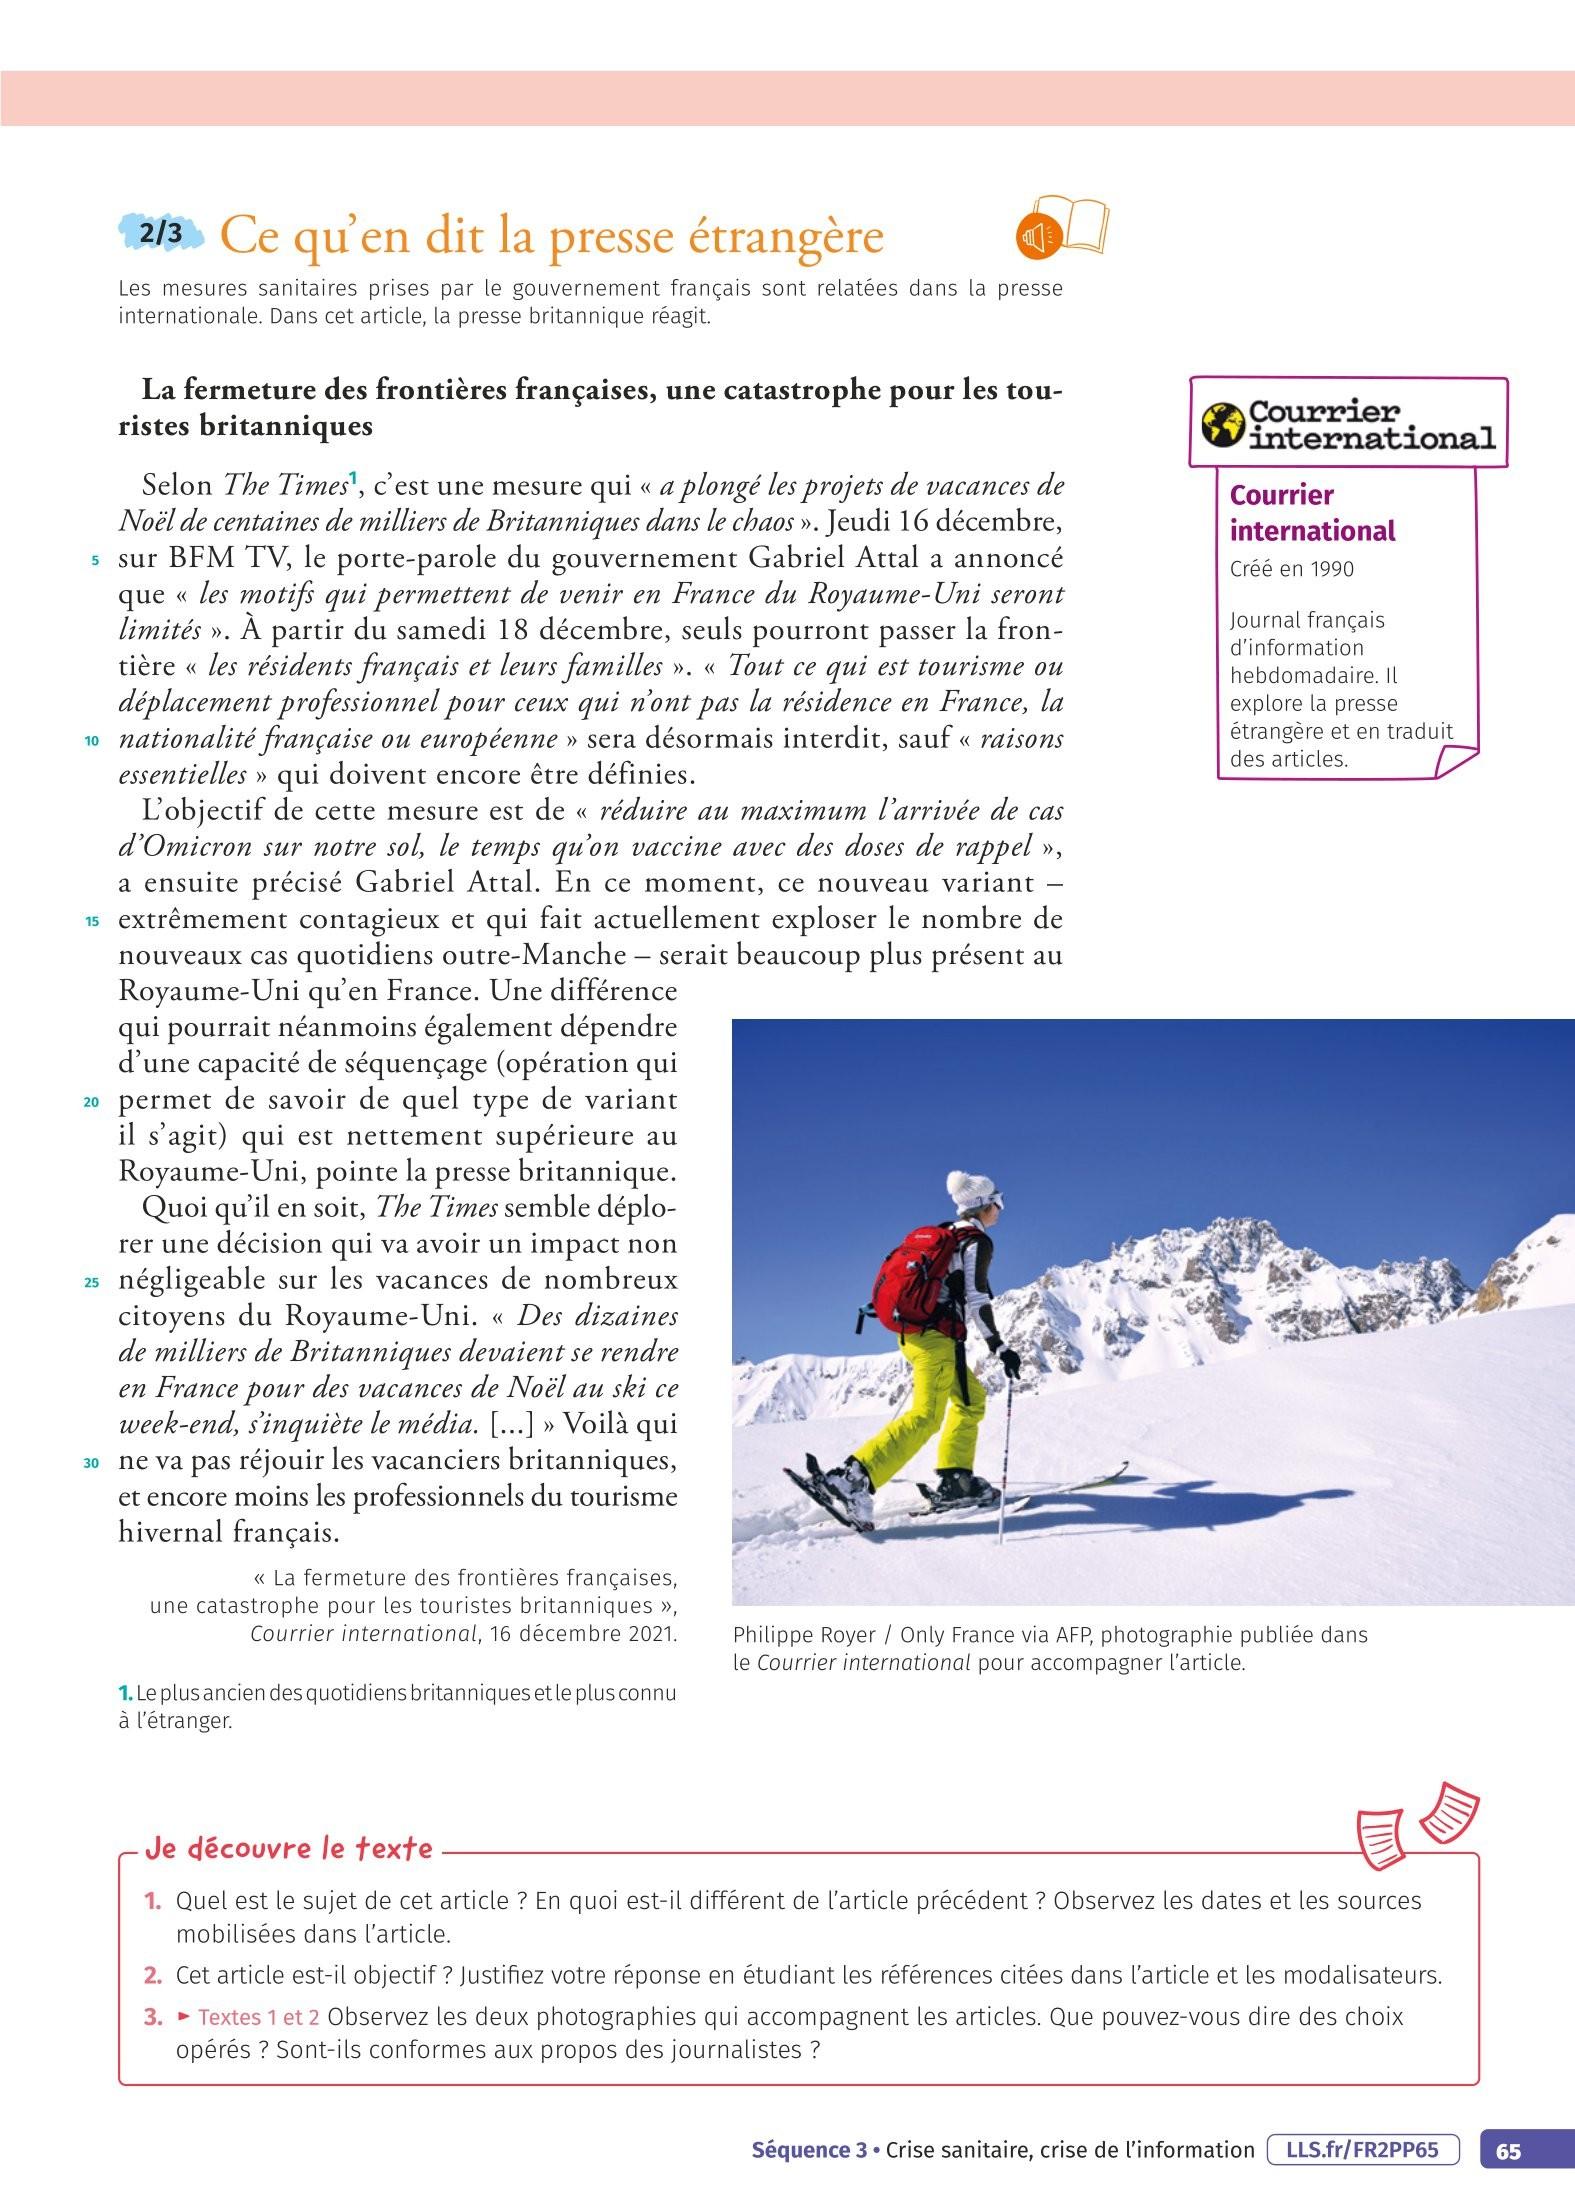 2/3 Ce qu’en dit la presse étrangère
Les mesures sanitaires prises par le gouvernement français sont relatées dans la presse
internationale. Dans cet article, la presse britannique réagit.
La fermeture des frontières françaises, une catastrophe pour les tou-
ristes britanniques
Selon The Times1, c’est une mesure qui « a plongé les projets de vacances de
Noël de centaines de milliers de Britanniques dans le chaos ». Jeudi 16 décembre,
5 sur BFM TV, le porte-parole du gouvernement Gabriel Attal a annoncé
que « les motifs qui permettent de venir en France du Royaume-Uni seront
limités ». À partir du samedi 18 décembre, seuls pourront passer la fron-
tière « les résidents français et leurs familles ». « Tout ce qui est tourisme ou
déplacement professionnel pour ceux qui n’ont pas la résidence en France, la
10 nationalité française ou européenne » sera désormais interdit, sauf « raisons
essentielles » qui doivent encore être définies.
L’objectif de cette mesure est de « réduire au maximum l’arrivée de cas
d’Omicron sur notre sol, le temps qu’on vaccine avec des doses de rappel »,
a ensuite précisé Gabriel Attal. En ce moment, ce nouveau variant –
15 extrêmement contagieux et qui fait actuellement exploser le nombre de
nouveaux cas quotidiens outre-Manche – serait beaucoup plus présent au
Royaume-Uni qu’en France. Une différence
qui pourrait néanmoins également dépendre
d’une capacité de séquençage (opération qui
20 permet de savoir de quel type de variant
il s’agit) qui est nettement supérieure au
Royaume-Uni, pointe la presse britannique.
Quoi qu’il en soit, The Times semble déplo-
rer une décision qui va avoir un impact non
25 négligeable sur les vacances de nombreux
citoyens du Royaume-Uni. « Des dizaines
de milliers de Britanniques devaient se rendre
en France pour des vacances de Noël au ski ce
week-end, s’inquiète le média. [...] » Voilà qui
30 ne va pas réjouir les vacanciers britanniques,
et encore moins les professionnels du tourisme
hivernal français.
« La fermeture des frontières françaises,
une catastrophe pour les touristes britanniques »,
Courrier international, 16 décembre 2021.
1. Le plus ancien des quotidiens britanniques et le plus connu
à l’étranger.
Courrier
international
Courrier
international
Créé en 1990
Journal français
d’information
hebdomadaire. Il
explore la presse
étrangère et en traduit
des articles.
Philippe Royer / Only France via AFP, photographie publiée dans
le Courrier international pour accompagner l’article.
Je découvre le texte
1. Quel est le sujet de cet article ? En quoi est-il différent de l’article précédent ? Observez les dates et les sources
mobilisées dans l’article.
2. Cet article est-il objectif ? Justifiez votre réponse en étudiant les références citées dans l’article et les modalisateurs.
3. ► Textes 1 et 2 Observez les deux photographies qui accompagnent les articles. Que pouvez-vous dire des choix
opérés ? Sont-ils conformes aux propos des journalistes ?
Séquence 3 • Crise sanitaire, crise de l’information LLS.fr/FR2PP65 65